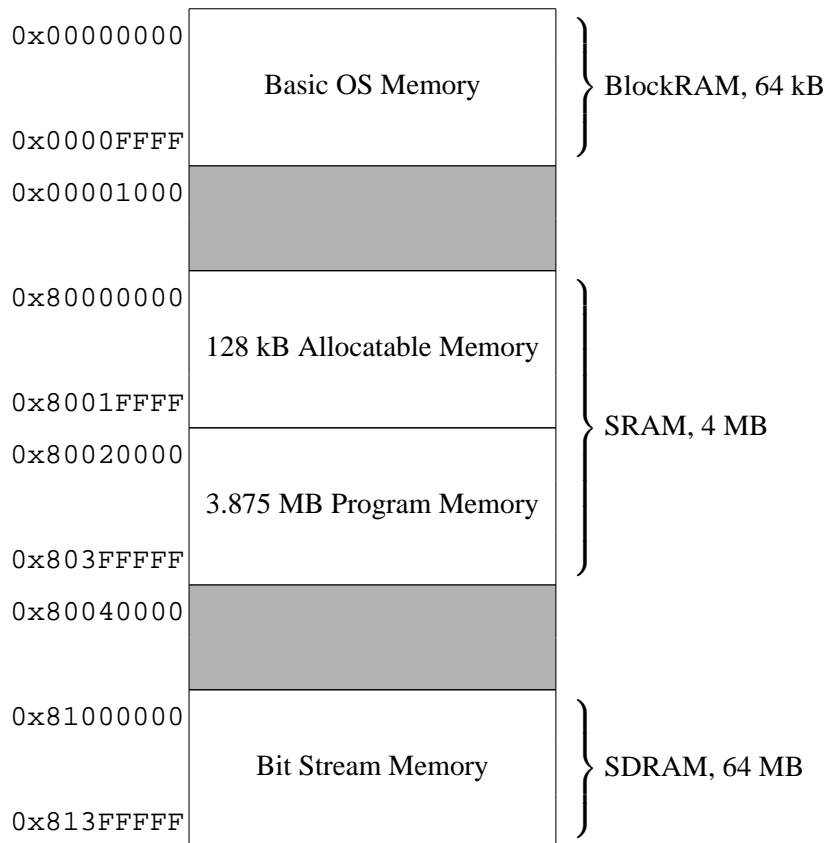 0x00000000
Basic OS Memory
BlockRAM, 64 kB
0x0000FFFF
0x00001000
0x80000000
128 kB Allocatable Memory
0x8001FFFF
SRAM, 4 MB
0x80020000
3.875 MB Program Memory
0x803FFFFF
0x80040000
0x81000000
Bit Stream Memory
SDRAM, 64 MB
0x813FFFFF